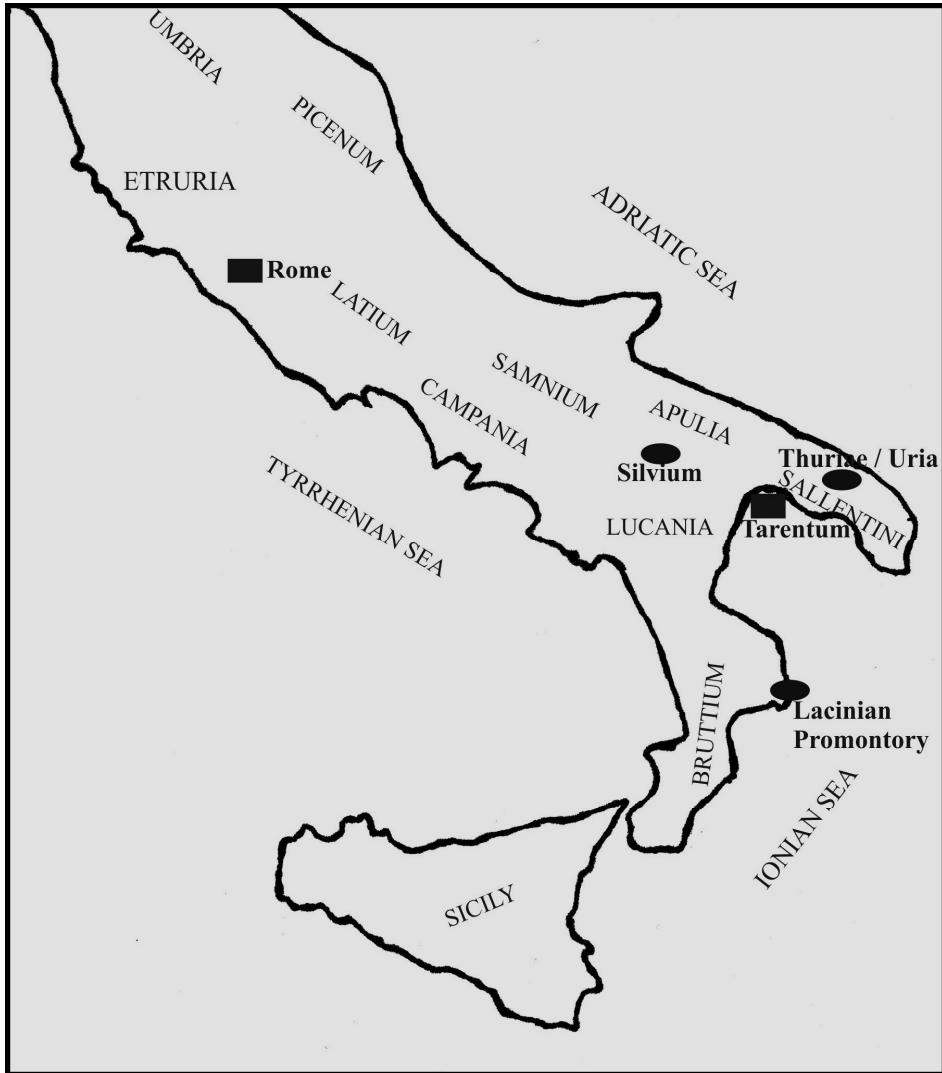 UMBRIA
PICENUM
ETRURIA
ADRIATIC SEA
Rome
LATIUM
SAMNIUM
CAMPANIA
APULIA
TYRRHENIAN SEA
Silvium
Thuriae / Uria
SALLENTINI
LUCANIA
Tarentum
BRUTTIUM
Lacinian
Promontory
IONIAN SEA
SICILY